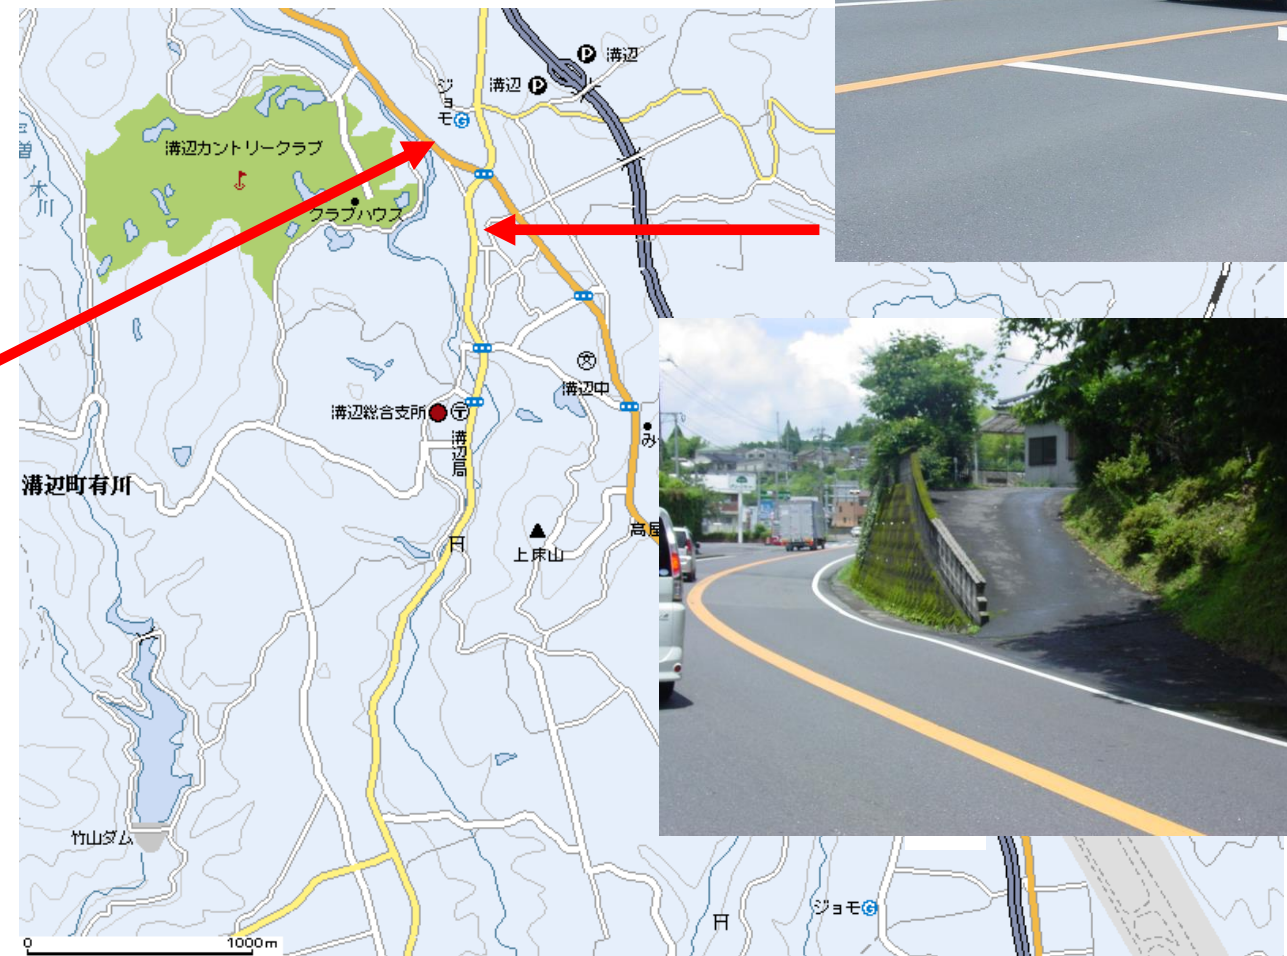 溝辺
溝辺
ジョモ
溝辺カントリークラブ
クラブハウス
溝辺中
溝辺総合支所
溝辺局
み
溝辺町有川
高屋
上床山
竹山ダム
ジョモ
0
1000m